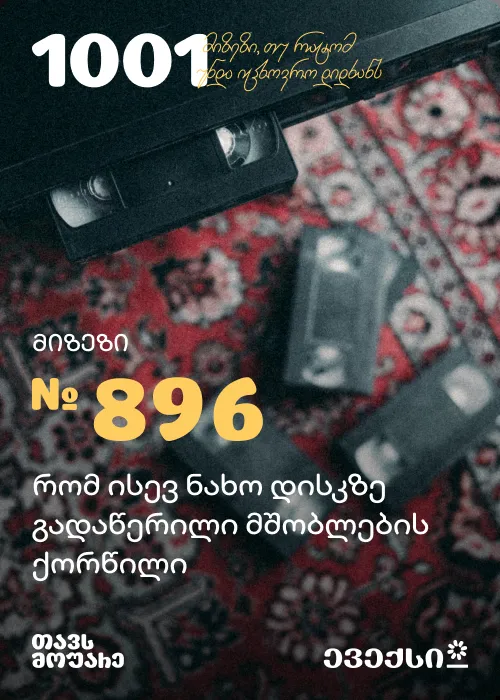 1001 მიზეზი, თუ რატომ
უნდა იცხოვრო დიდხანს
მიზეზი
№ 896
რომ ისევ ნახო დისკზე
გადაწერილი მშობლების
ქორწილი
თავს
მოუარე
ევექსი